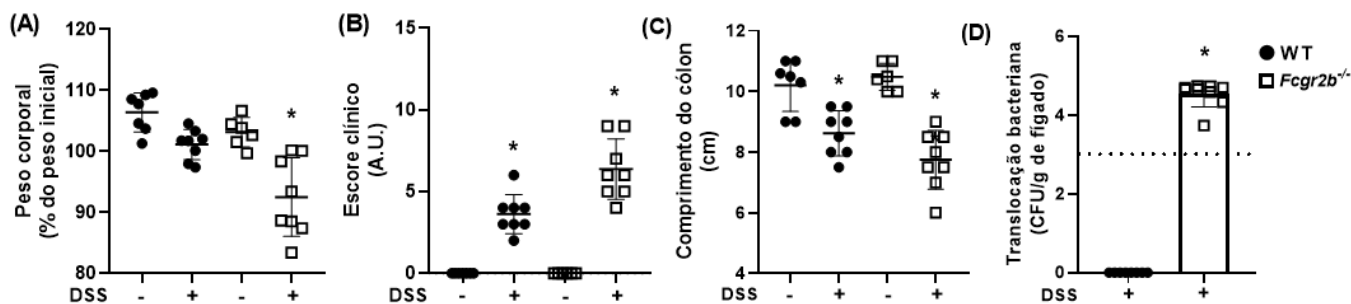 (A)
Peso corporal
(% do peso inicial)
120
110
100
90
80
*
DSS - + - +
(B)
Escore clínico
(A.U.)
15
10
5
0
*
*
DSS - + - +
(C)
Comprimento do cólon
(cm)
12
10
8
6
4
*
*
DSS - + - +
(D)
Translocação bacteriana
(CFU/g de fígado)
6
4
2
0
*
DSS + +
WT
Fcgr2b-/-